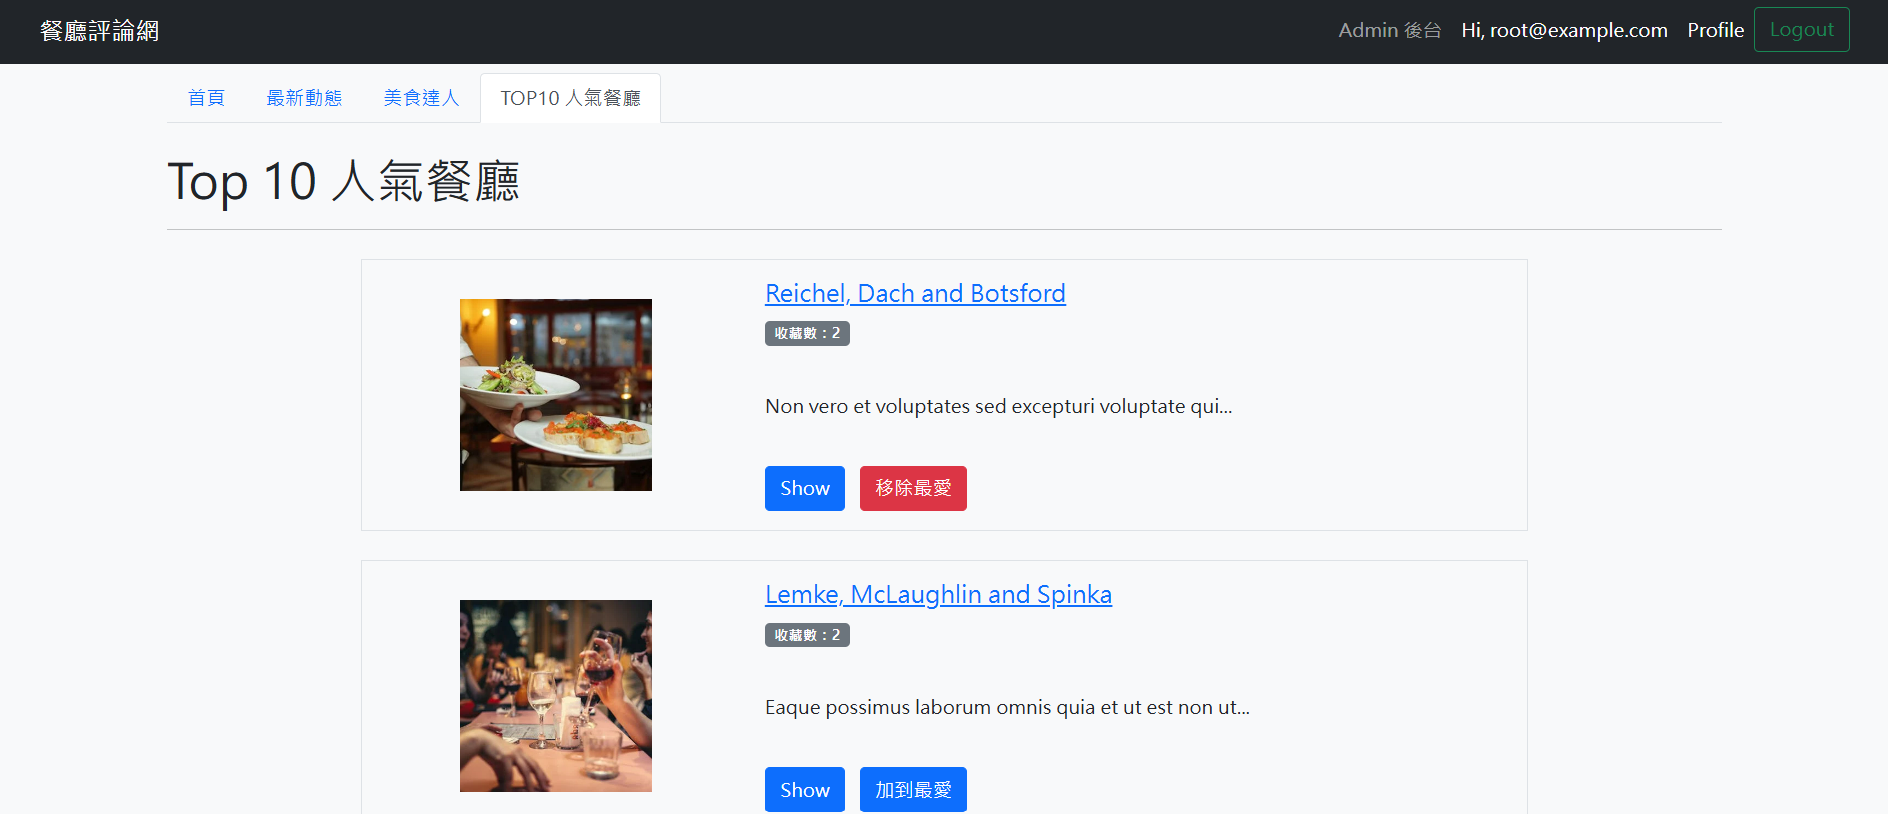 餐廳評論網
Admin 後台 Hi, root@example.com Profile Logout
首頁 最新動態 美食達人 TOP10 人氣餐廳
Top 10 人氣餐廳
Reichel, Dach and Botsford
收藏數：2
Non vero et voluptates sed excepturi voluptate qui...
Show 移除最愛
Lemke, McLaughlin and Spinka
收藏數：2
Eaque possimus laborum omnis quia et ut est non ut...
Show 加到最愛